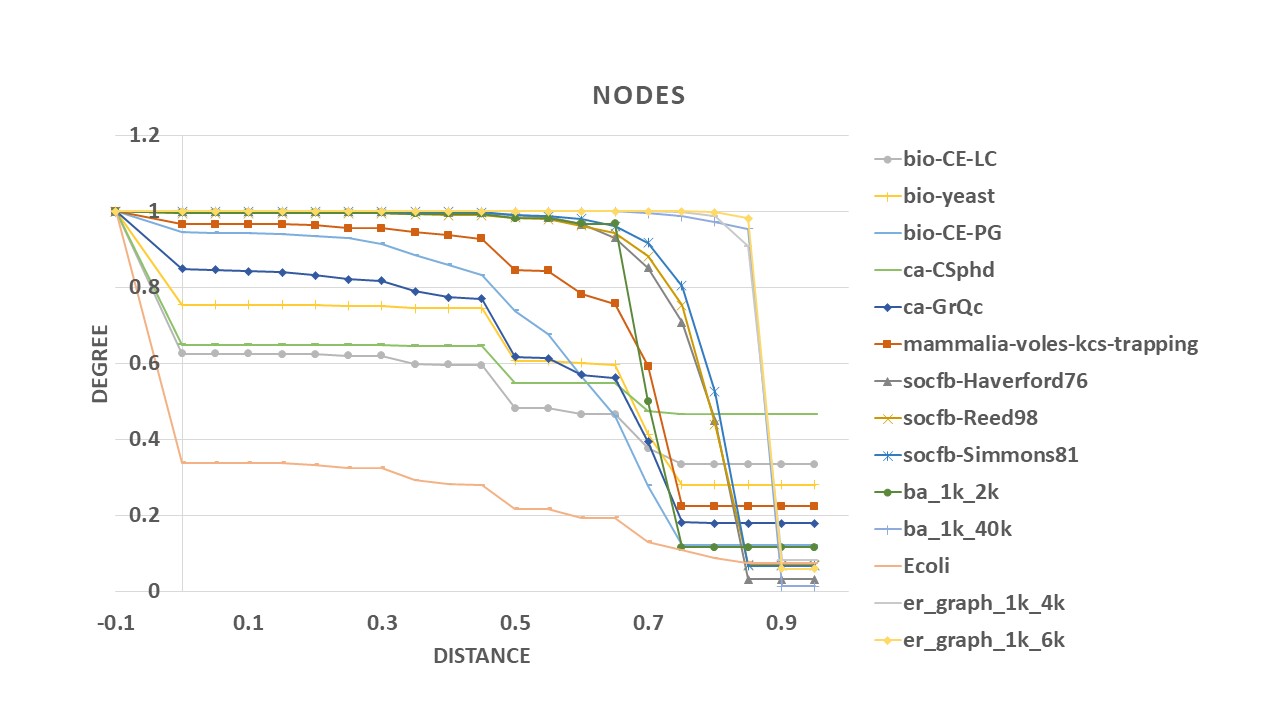 NODES
1.2
1
0.8
0.6
0.4
0.2
0
DEGREE
-0.1 0.1 0.3 0.5 0.7 0.9
DISTANCE
bio-CE-LC
bio-yeast
bio-CE-PG
ca-CSphd
ca-GrQc
mammalia-voles-kcs-trapping
socfb-Haverford76
socfb-Reed98
socfb-Simmons81
ba_1k_2k
ba_1k_40k
Ecoli
er_graph_1k_4k
er_graph_1k_6k